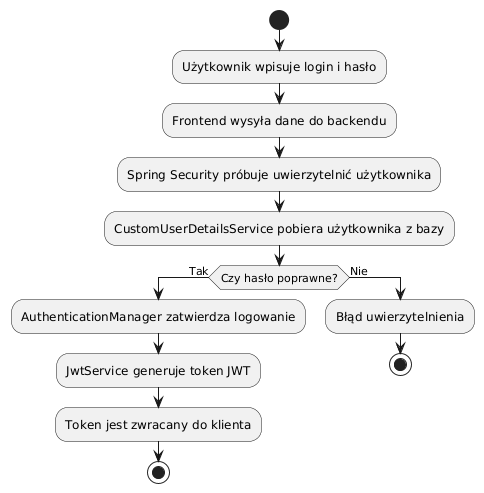 Użytkownik wpisuje login i hasło
Frontend wysyła dane do backendu
Spring Security próbuje uwierzytelnić użytkownika
CustomUserDetailsService pobiera użytkownika z bazy
Tak
Czy hasło poprawne?
Nie
AuthenticationManager zatwierdza logowanie
Błąd uwierzytelnienia
JwtService generuje token JWT
Token jest zwracany do klienta